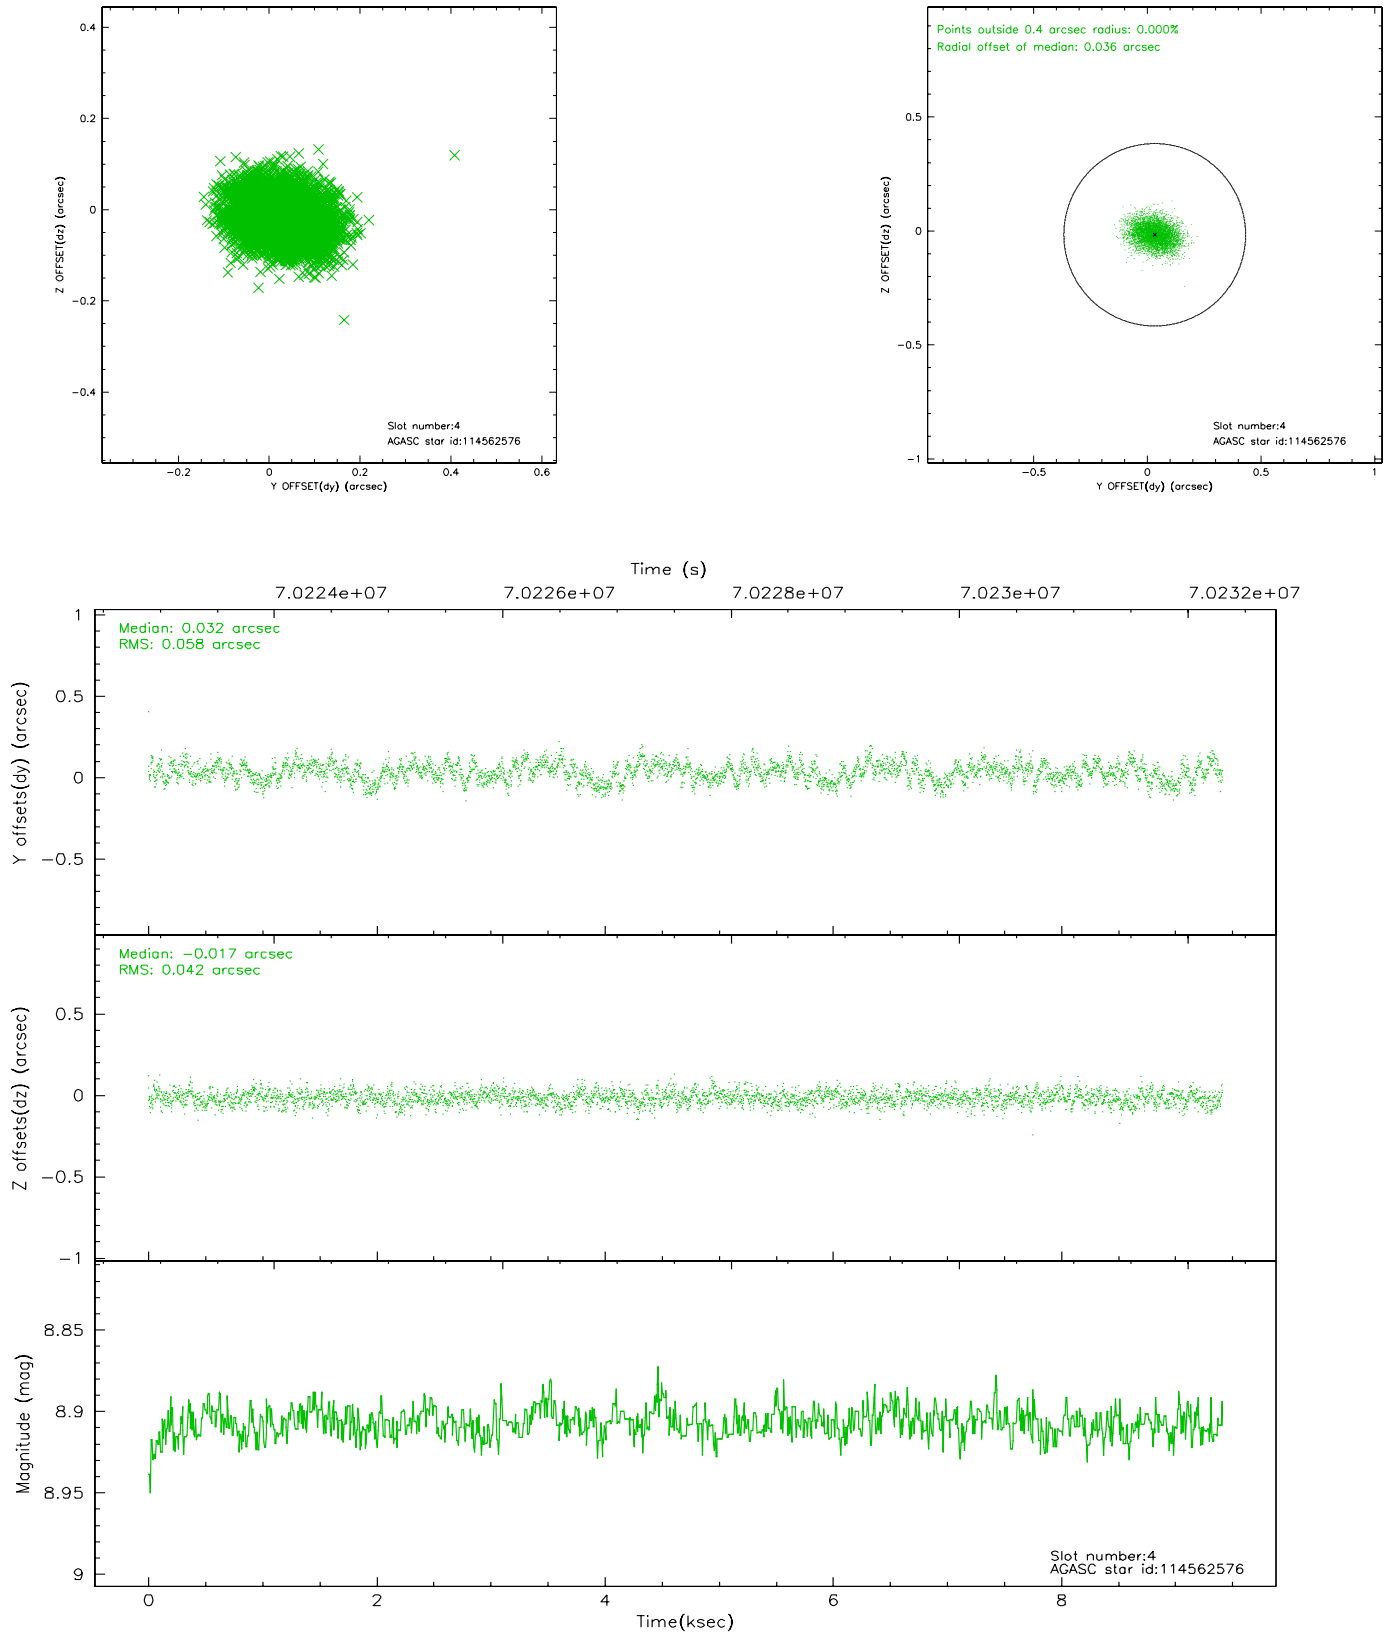 0.4
0.2
0
−0.2
−0.4
Z OFFSET(dz) (arcsec)
Slot number:4
AGASC star id:114562576
−0.2
0
0.2
0.4
0.6
Y OFFSET(dy) (arcsec)
Points outside 0.4 arcsec radius: 0.000%
Radial offset of median: 0.036 arcsec
0.5
0
−0.5
−1
Z OFFSET(dz) (arcsec)
Slot number:4
AGASC star id:114562576
−0.5
0
0.5
1
Y OFFSET(dy) (arcsec)
Time (s)
7.0224e+07
7.0226e+07
7.0228e+07
7.023e+07
7.0232e+07
Median: 0.032 arcsec
RMS: 0.058 arcsec
1
0.5
0
−0.5
Y offsets(dy) (arcsec)
Median: −0.017 arcsec
RMS: 0.042 arcsec
0.5
0
−0.5
−1
Z offsets(dz) (arcsec)
8.85
8.9
8.95
9
Magnitude (mag)
Slot number:4
AGASC star id:114562576
0
2
4
6
8
Time(ksec)